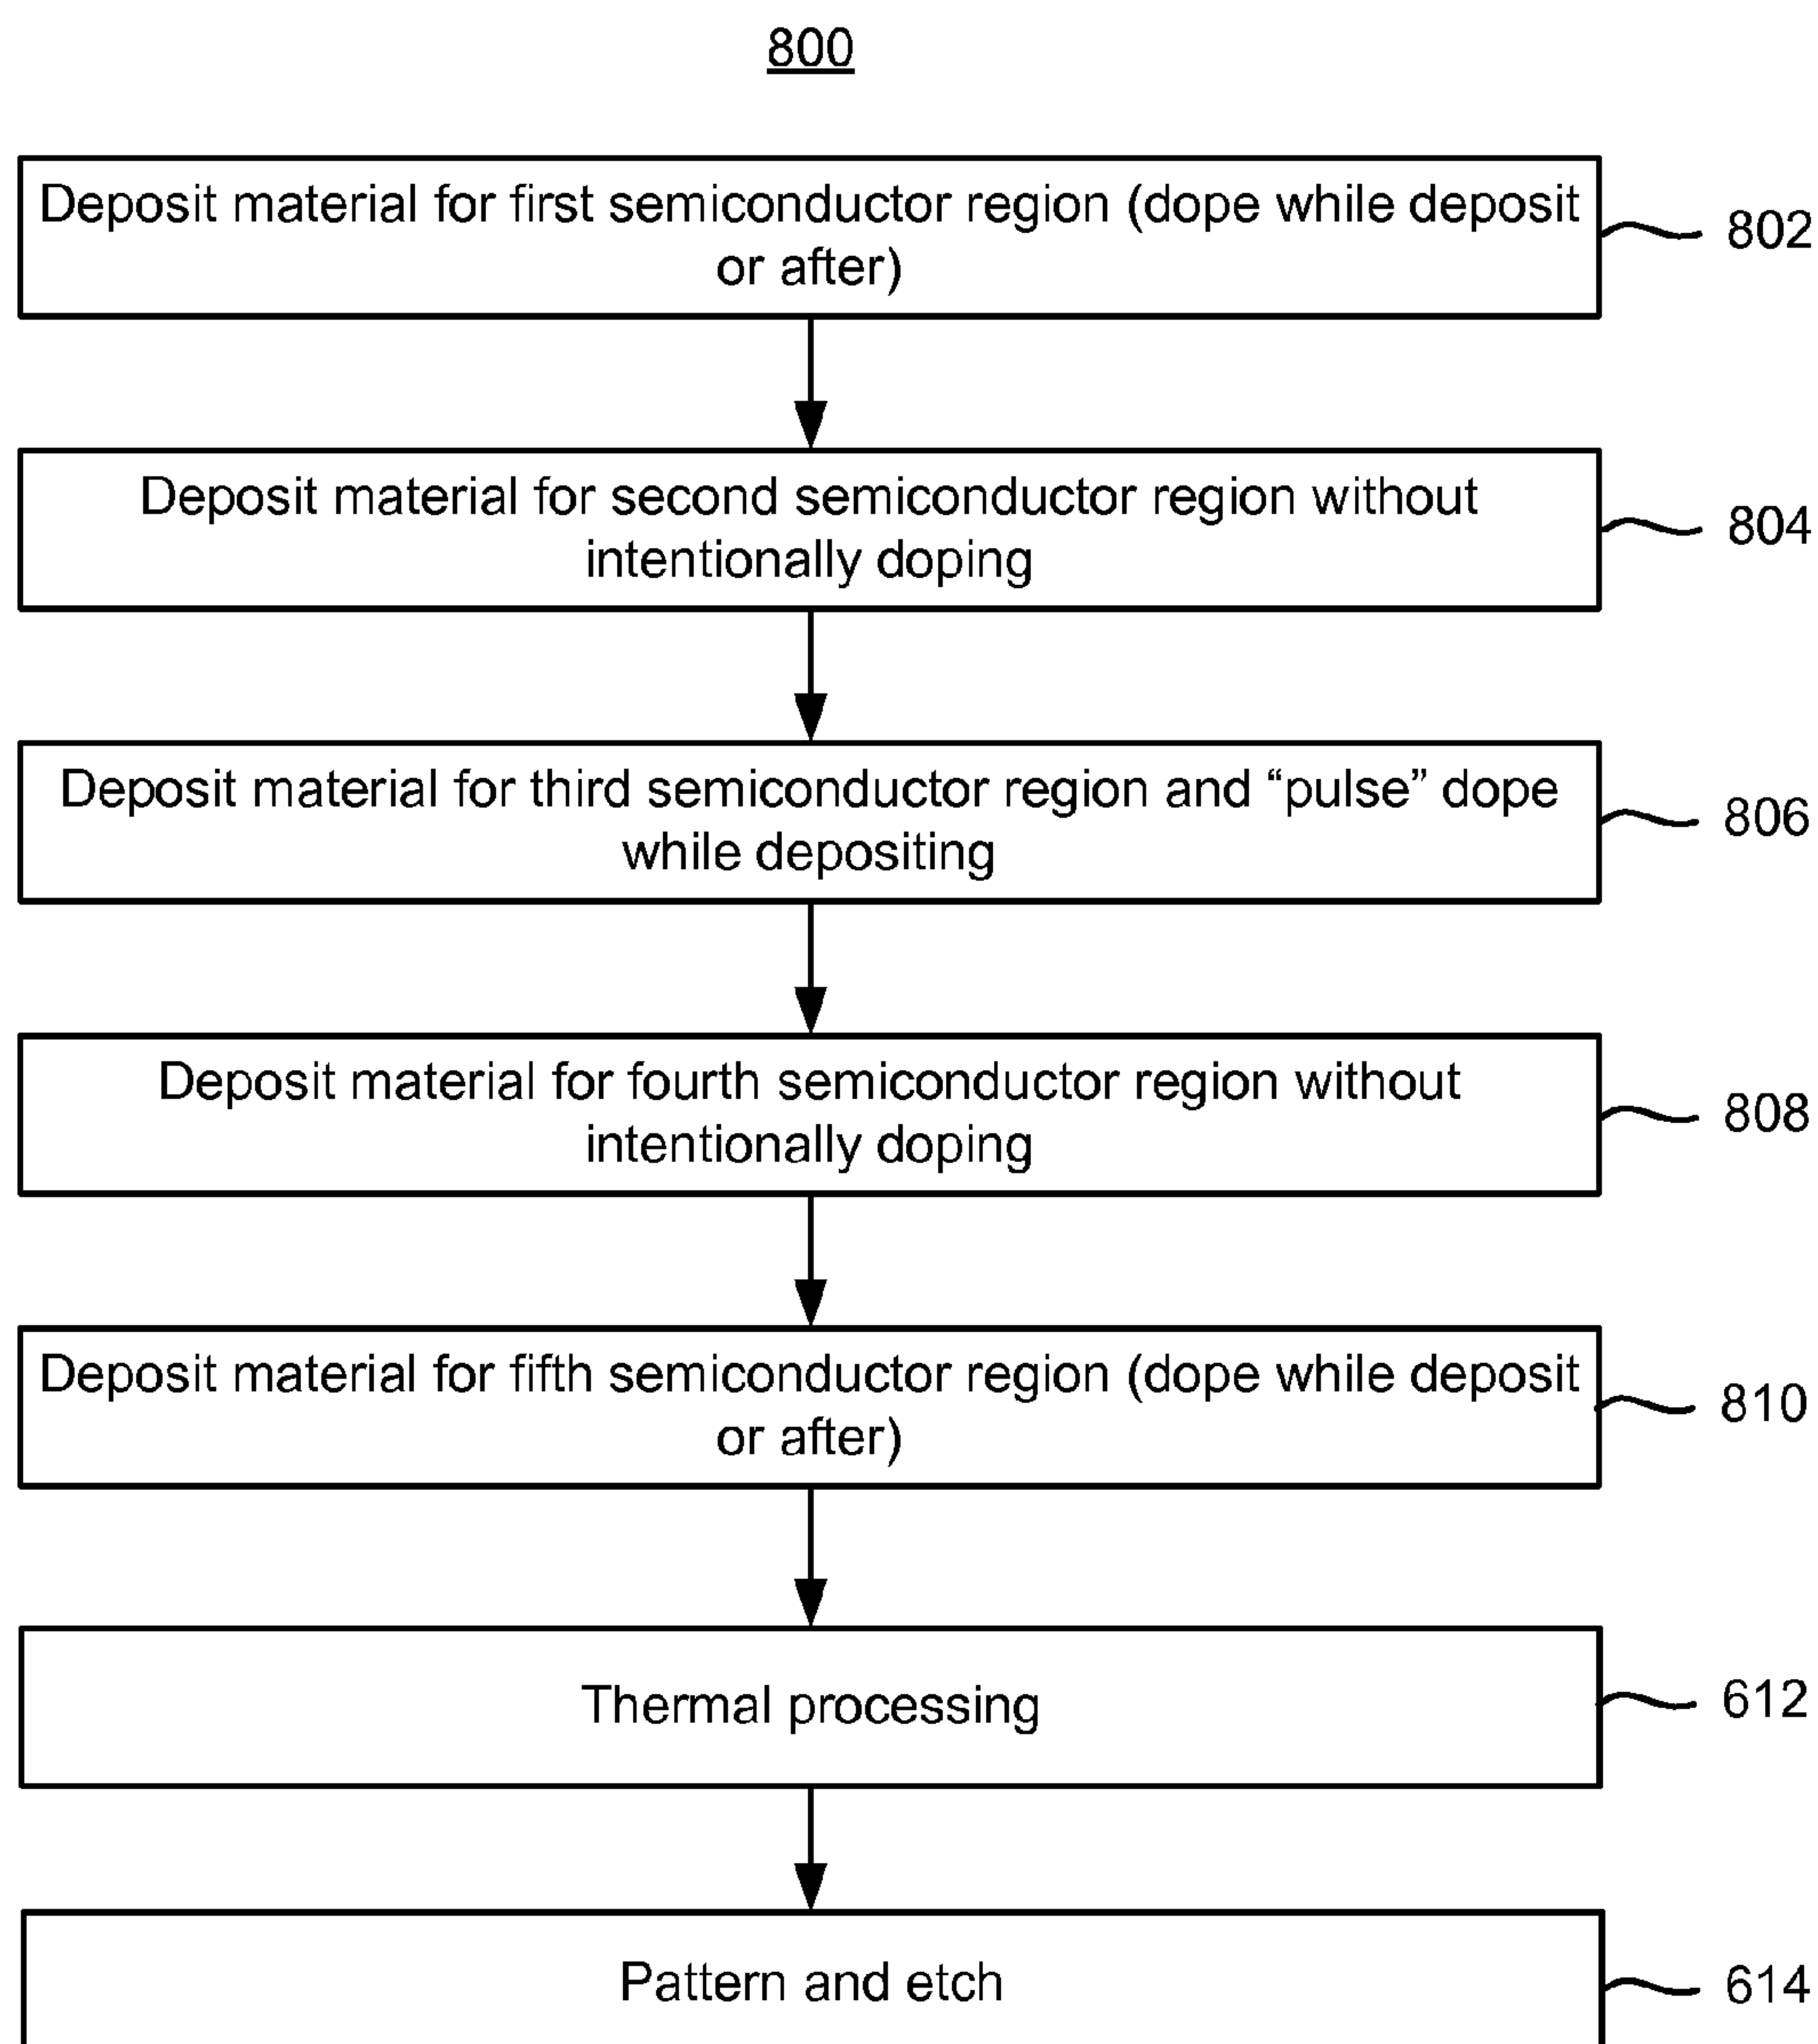 800
Deposit material for first semiconductor region (dope while deposit
or after)
802
Deposit material for second semiconductor region without
intentionally doping
804
Deposit material for third semiconductor region and “pulse” dope
while depositing
806
Deposit material for fourth semiconductor region without
intentionally doping
808
Deposit material for fifth semiconductor region (dope while deposit
or after)
810
Thermal processing
612
Pattern and etch
614